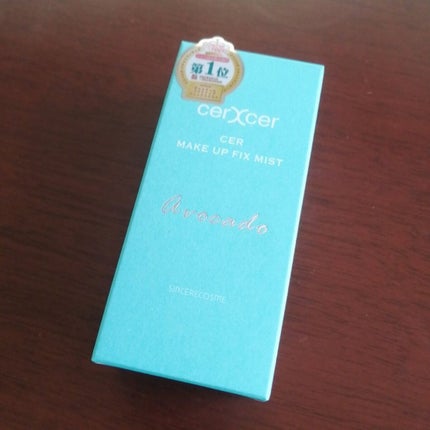 第1位
cerXcer
CER
MAKE UP FIX MIST
Avocado
SINCERECOSME